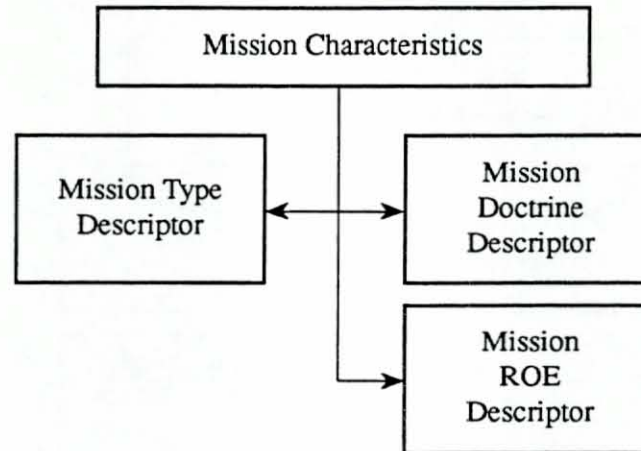 Mission Characteristics
Mission Type
Descriptor
Mission
Doctrine
Descriptor
Mission
ROE
Descriptor